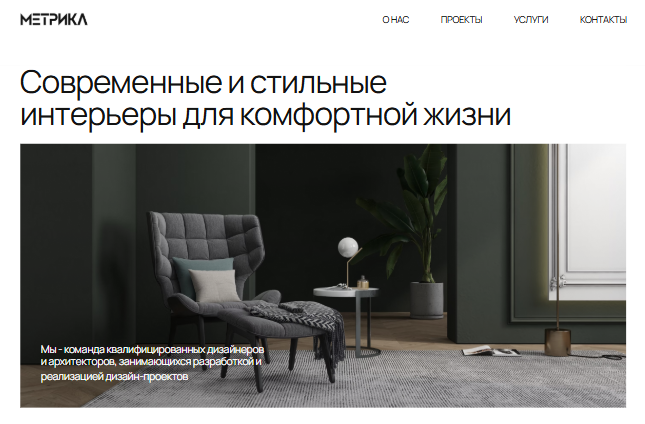 МЕТРИКА
О НАС
ПРОЕКТЫ
УСЛУГИ
КОНТАКТЫ
Современные и стильные
интерьеры для комфортной жизни
Мы - команда квалифицированных дизайнеров
и архитекторов, занимающихся разработкой и
реализацией дизайн-проектов